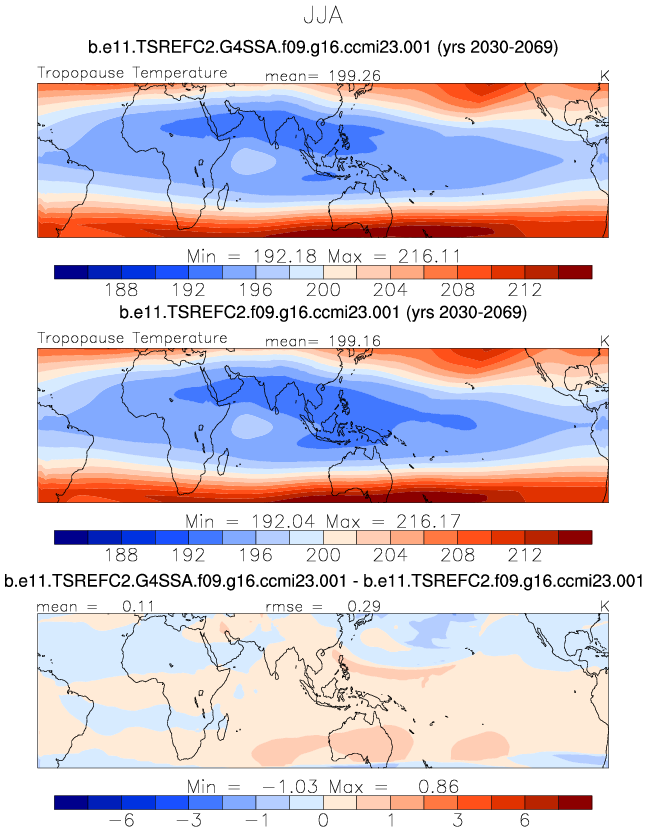 JJA
b.e11.TSREFC2.G4SSA.f09.g16.ccmi23.001 (yrs 2030-2069)
Tropopause Temperature mean= 199.26 K
Min = 192.18 Max = 216.11
188 192 196 200 204 208 212
b.e11.TSREFC2.f09.g16.ccmi23.001 (yrs 2030-2069)
Tropopause Temperature mean= 199.16 K
Min = 192.04 Max = 216.17
188 192 196 200 204 208 212
b.e11.TSREFC2.G4SSA.f09.g16.ccmi23.001 - b.e11.TSREFC2.f09.g16.ccmi23.001
mean = 0.11 rmse = 0.29 K
Min = -1.03 Max = 0.86
-6 -3 -1 0 1 3 6